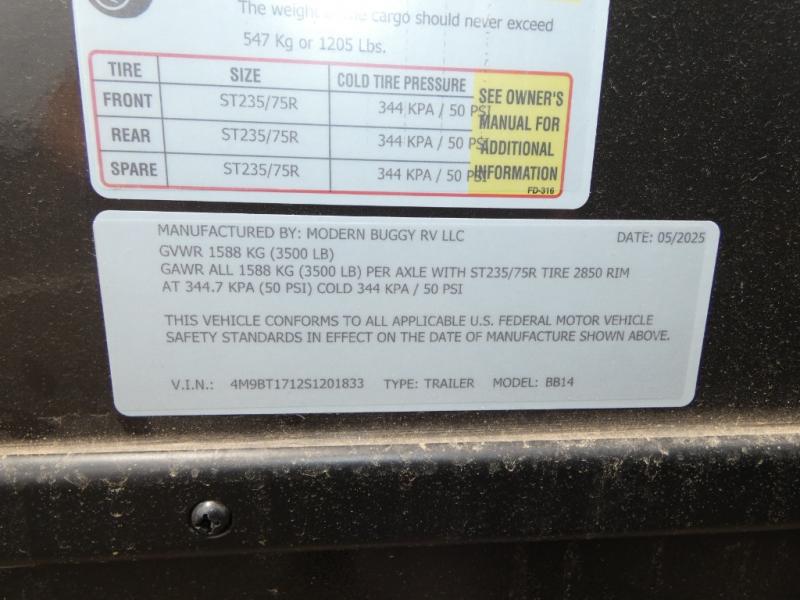 The weight of the cargo should never exceed
547 Kg or 1205 Lbs.
TIRE SIZE COLD TIRE PRESSURE
FRONT ST235/75R 344 KPA / 50 PSI
REAR ST235/75R 344 KPA / 50 PSI
SPARE ST235/75R 344 KPA / 50 PSI
SEE OWNER'S
MANUAL FOR
ADDITIONAL
INFORMATION
FD-316
MANUFACTURED BY: MODERN BUGGY RV LLC DATE: 05/2025
GVWR 1588 KG (3500 LB)
GAWR ALL 1588 KG (3500 LB) PER AXLE WITH ST235/75R TIRE 2850 RIM
AT 344.7 KPA (50 PSI) COLD 344 KPA / 50 PSI
THIS VEHICLE CONFORMS TO ALL APPLICABLE U.S. FEDERAL MOTOR VEHICLE
SAFETY STANDARDS IN EFFECT ON THE DATE OF MANUFACTURE SHOWN ABOVE.
V.I.N.: 4M9BT1712S1201833 TYPE: TRAILER MODEL: BB14